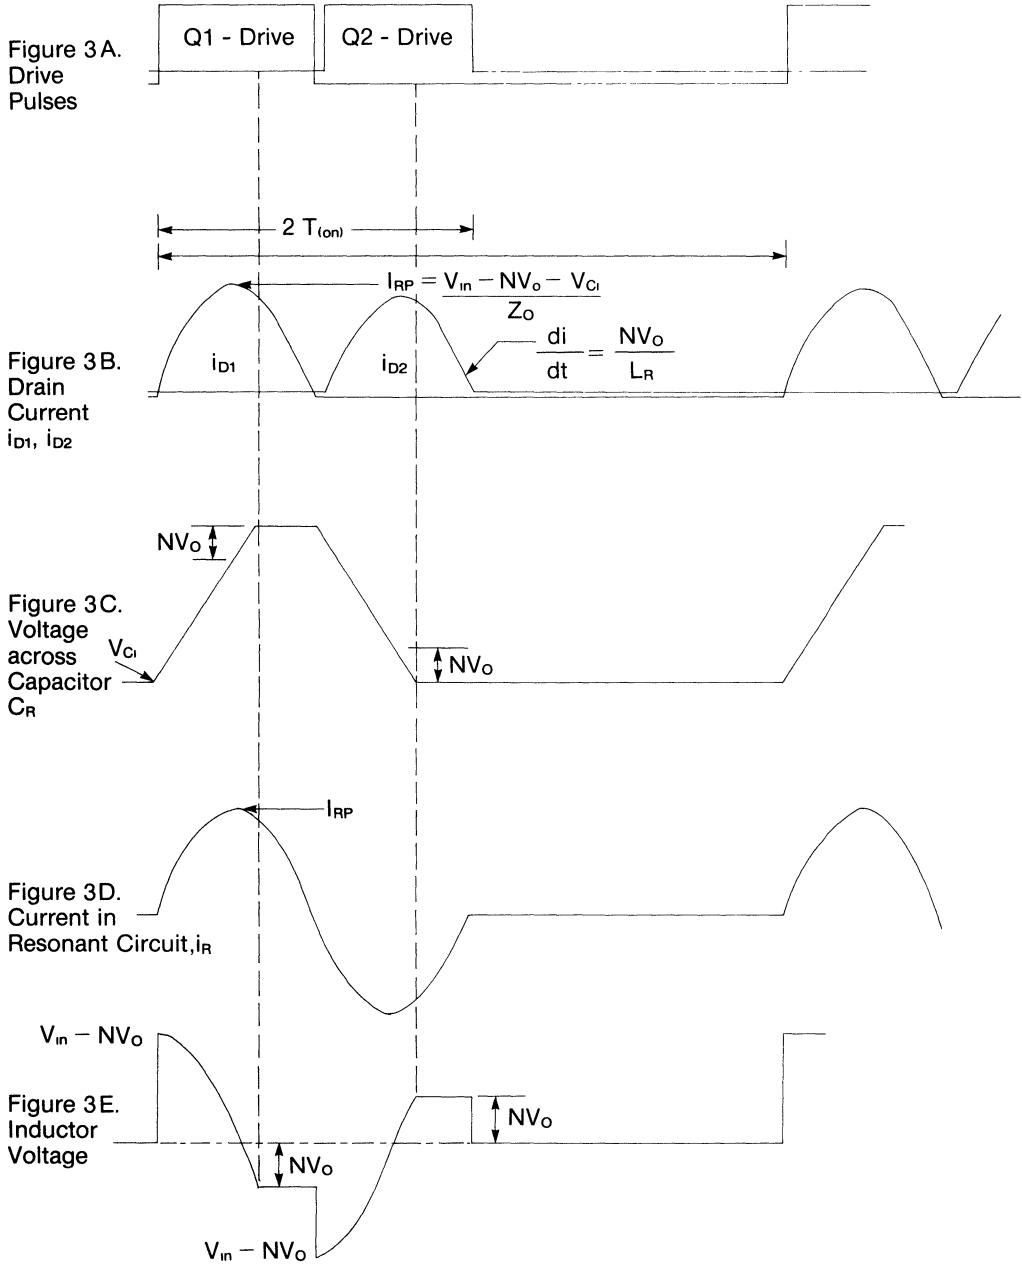 Figure 3A.
Drive
Pulses
Q1 - Drive
Q2 - Drive
2 T(on)
IRP = Vin − NVO − VCI
ZO
di
dt
=
NVO
LR
iD1
iD2
Figure 3B.
Drain
Current
iD1, iD2
NVO
Figure 3C.
Voltage
across
Capacitor
CR
VCI
NVO
IRP
Figure 3D.
Current in
Resonant Circuit,iR
Vin − NVO
Figure 3E.
Inductor
Voltage
NVO
NVO
Vin − NVO